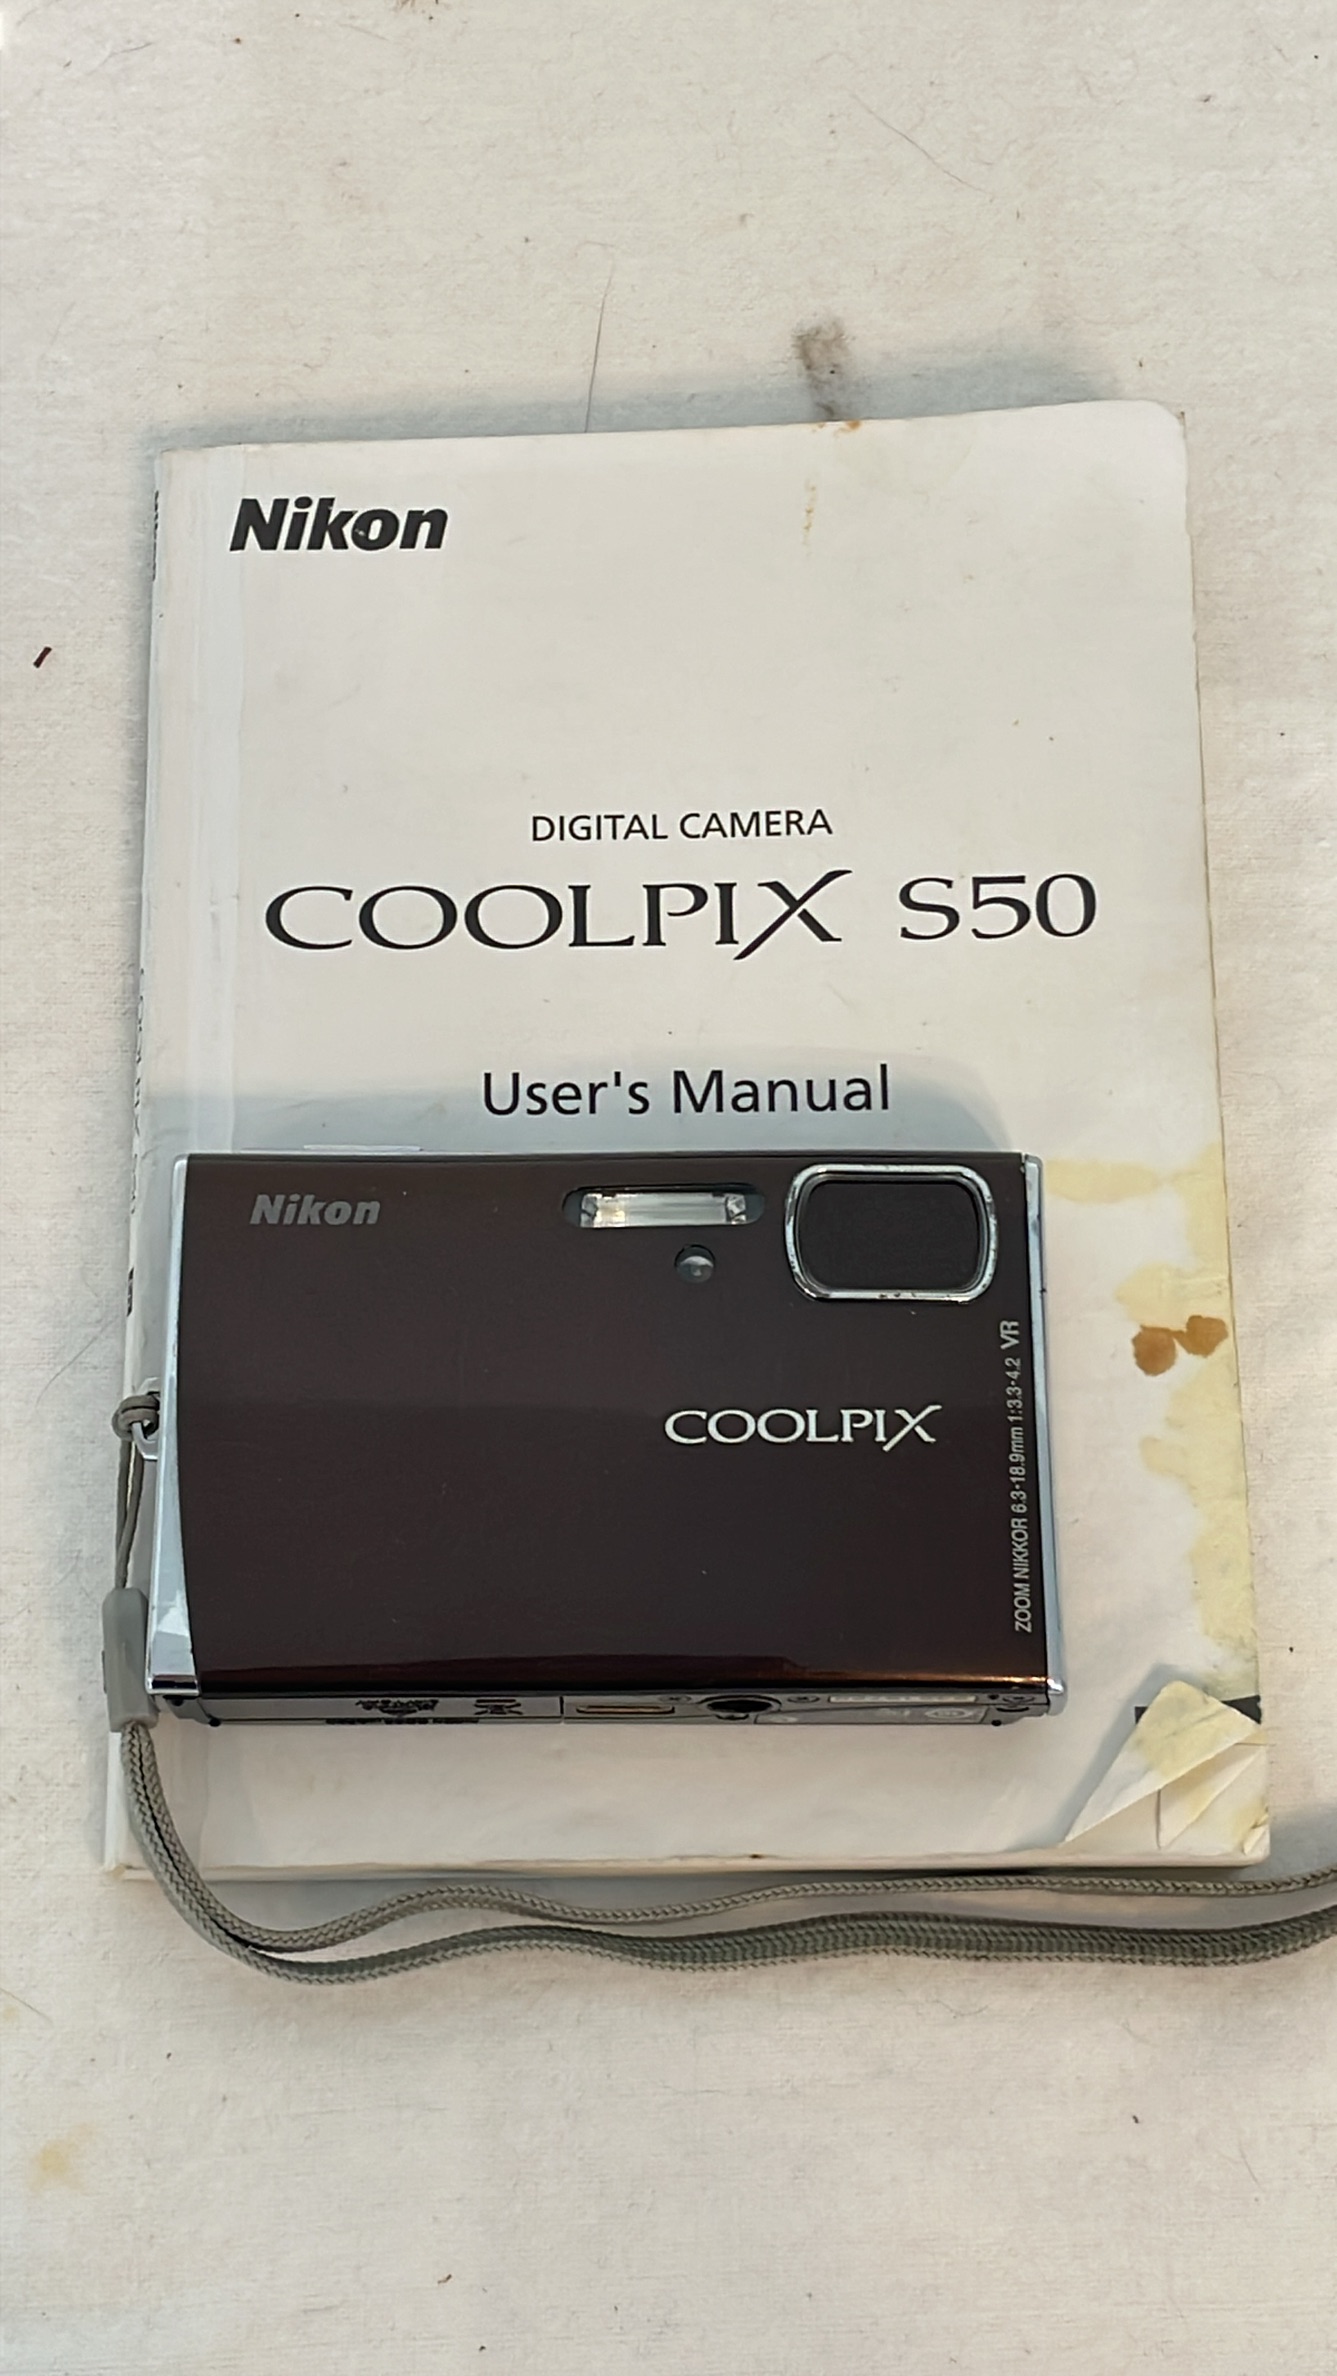 Nikon
DIGITAL CAMERA
COOLPIX S50
User's Manual
Nikon
COOLPIX
ZOOM NIKKOR 6.3-18.9mm 1:3.3-4.2 VR